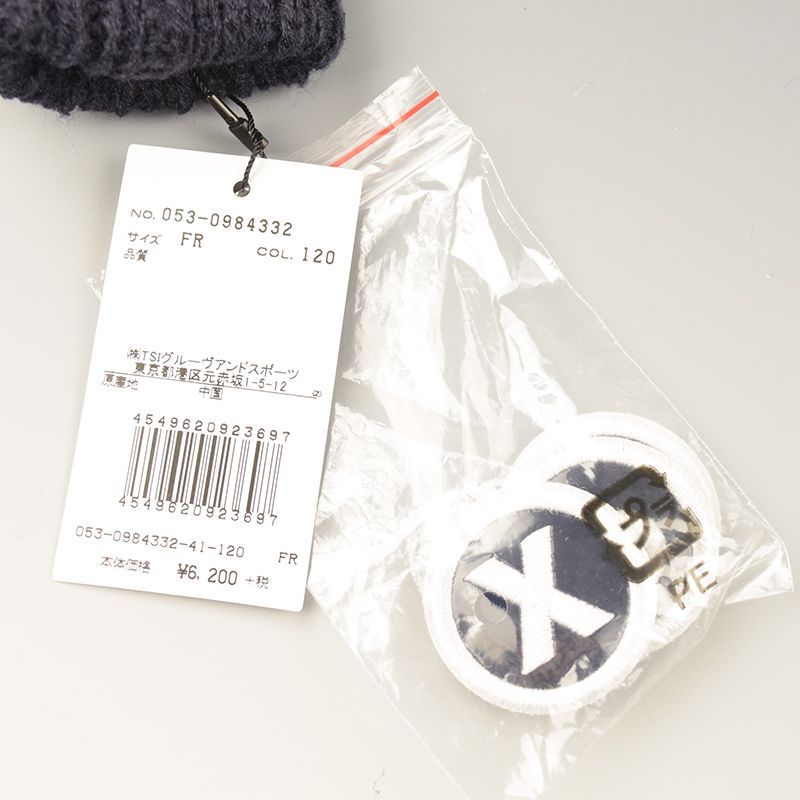 NO. 053-0984332
サイズ FR COL. 120
品質
㈱TSIグルーヴアンドスポーツ
東京都港区元赤坂1-5-12
原産地 中国
4549620923697
4549620923697
053-0984332-41-120 FR
本体価格 ¥6,200 +税
X
プラ
PE